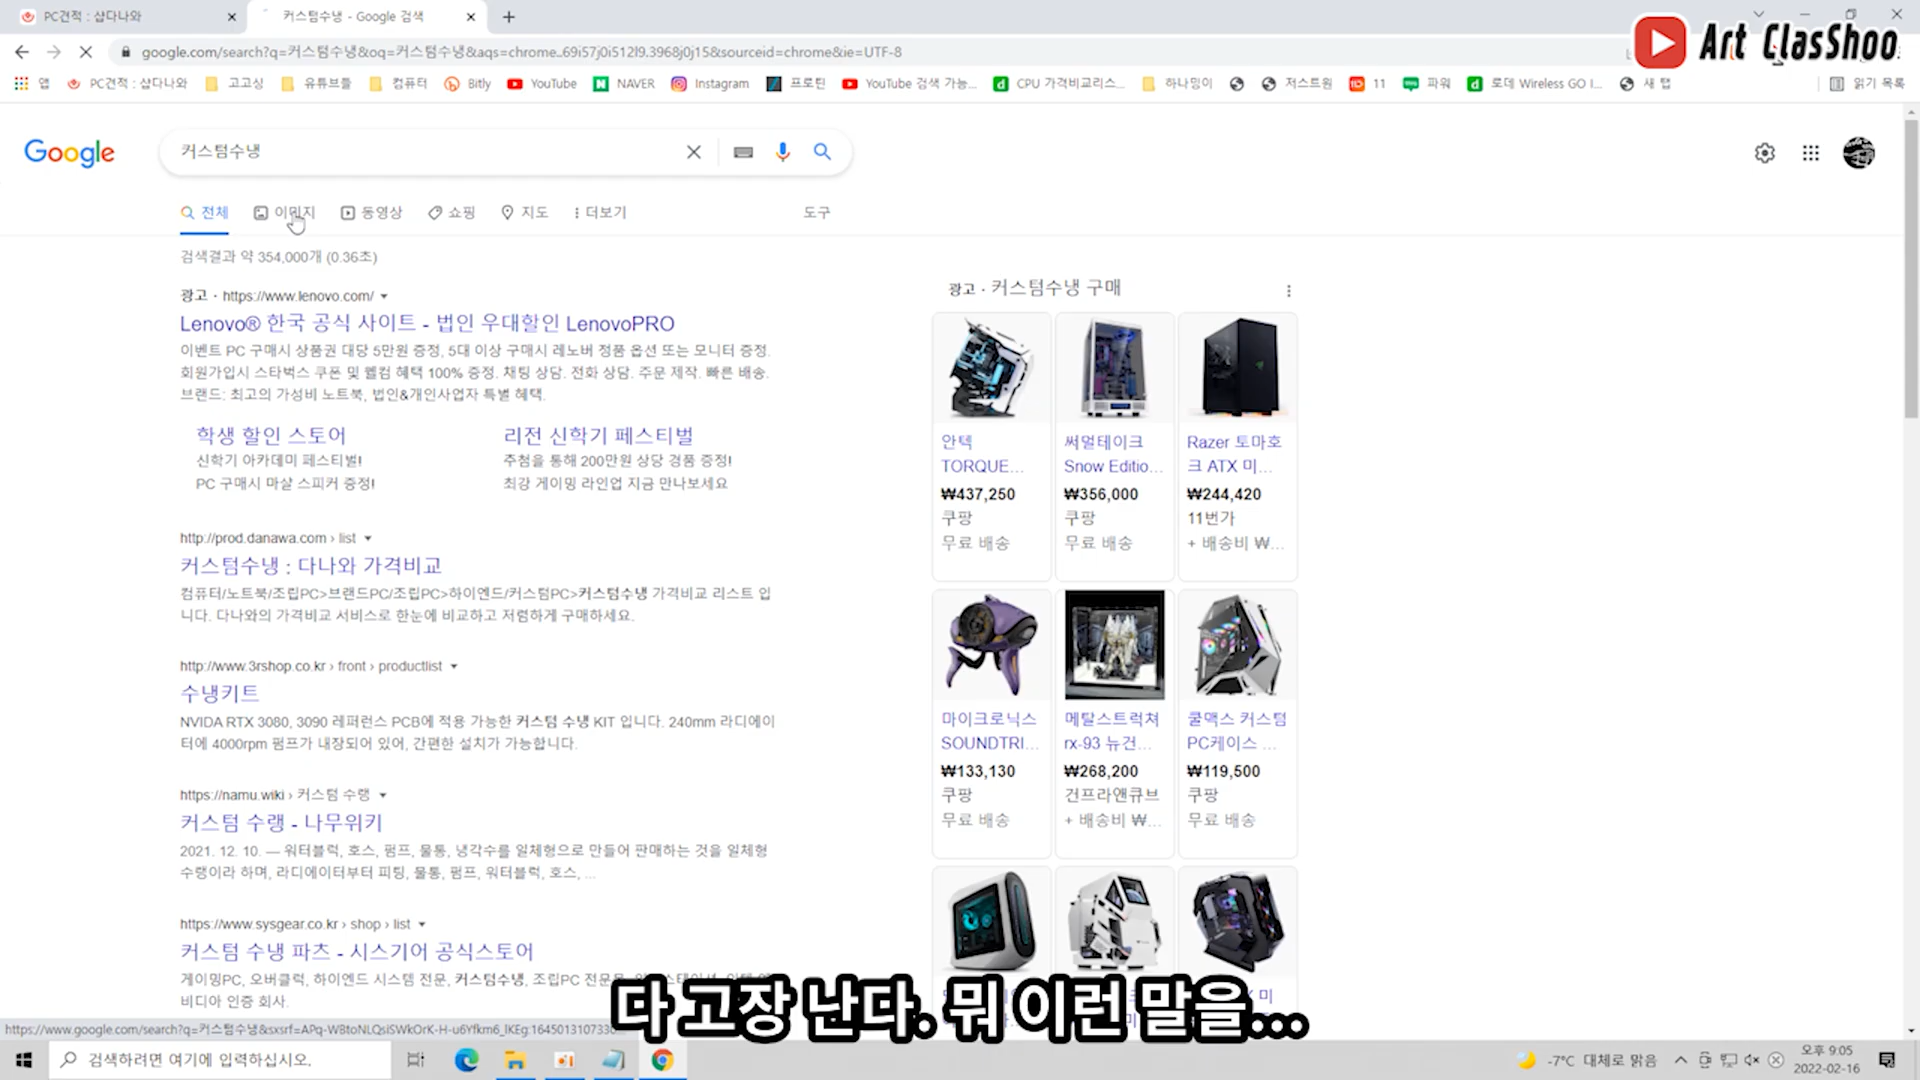 PC견적 : 샵다나와
커스텀수냉 - Google 검색
Art ClasShoo
google.com/search?q=커스텀수냉&oq=커스텀수냉&aqs=chrome..69i57j0i512l9.3968j0j15&sourceid=chrome&ie=UTF-8
앱 PC견적 : 샵다나와 고고싱 유튜브들 컴퓨터 Bitly YouTube NAVER Instagram 프로틴 YouTube 검색 가능... CPU 가격비교리스... 하나밍이 저스트원 11 파워 로데 Wireless GO I... 새 탭 읽기 목록
Google
커스텀수냉
전체 이미지 동영상 쇼핑 지도 더보기 도구
검색결과 약 354,000개 (0.36초)
광고 · https://www.lenovo.com/
Lenovo® 한국 공식 사이트 - 법인 우대할인 LenovoPRO
이벤트 PC 구매시 상품권 대당 5만원 증정, 5대 이상 구매시 레노버 정품 옵션 또는 모니터 증정.
회원가입시 스타벅스 쿠폰 및 웰컴 혜택 100% 증정. 채팅 상담. 전화 상담. 주문 제작. 빠른 배송.
브랜드: 최고의 가성비 노트북, 법인&개인사업자 특별 혜택.
학생 할인 스토어
신학기 아카데미 페스티벌!
PC 구매시 마샬 스피커 증정!
리전 신학기 페스티벌
주첨을 통해 200만원 상당 경품 증정!
최강 게이밍 라인업 지금 만나보세요
http://prod.danawa.com › list
커스텀수냉 : 다나와 가격비교
컴퓨터/노트북/조립PC>브랜드PC/조립PC>하이엔드/커스텀PC>커스텀수냉 가격비교 리스트 입
니다. 다나와의 가격비교 서비스로 한눈에 비교하고 저렴하게 구매하세요.
http://www.3rshop.co.kr › front › productlist
수냉키트
NVIDA RTX 3080, 3090 레퍼런스 PCB에 적용 가능한 커스텀 수냉 KIT 입니다. 240mm 라디에이
터에 4000rpm 펌프가 내장되어 있어, 간편한 설치가 가능합니다.
https://namu.wiki › 커스텀 수랭
커스텀 수랭 - 나무위키
2021. 12. 10. — 워터블럭, 호스, 펌프, 물통, 냉각수를 일체형으로 만들어 판매하는 것을 일체형
수랭이라 하며, 라디에이터부터 피팅, 물통, 펌프, 워터블럭, 호스, ...
https://www.sysgear.co.kr › shop › list
커스텀 수냉 파츠 - 시스기어 공식스토어
게이밍PC, 오버클럭, 하이엔드 시스템 전문, 커스텀수냉, 조립PC 전문몰,
비디아 인증 회사.
광고 · 커스텀수냉 구매
안텍
TORQUE...
₩437,250
쿠팡
무료 배송
써멀테이크
Snow Editio...
₩356,000
쿠팡
무료 배송
Razer 토마호
크 ATX 미...
₩244,420
11번가
+ 배송비 ₩...
마이크로닉스
SOUNDTRI...
₩133,130
쿠팡
무료 배송
메탈스트럭쳐
rx-93 뉴건...
₩268,200
건프라앤큐브
+ 배송비 ₩...
쿨맥스 커스텀
PC케이스 ...
₩119,500
쿠팡
무료 배송
다 고장 난다. 뭐 이런 말을...
https://www.google.com/search?q=커스텀수냉&sxsrf=APq-WBtoNLQsiSWkOrK-H-u6Yfkm6_lKEg:1645013107330
검색하려면 여기에 입력하십시오.
-7°C 대체로 맑음
오후 9:05
2022-02-16